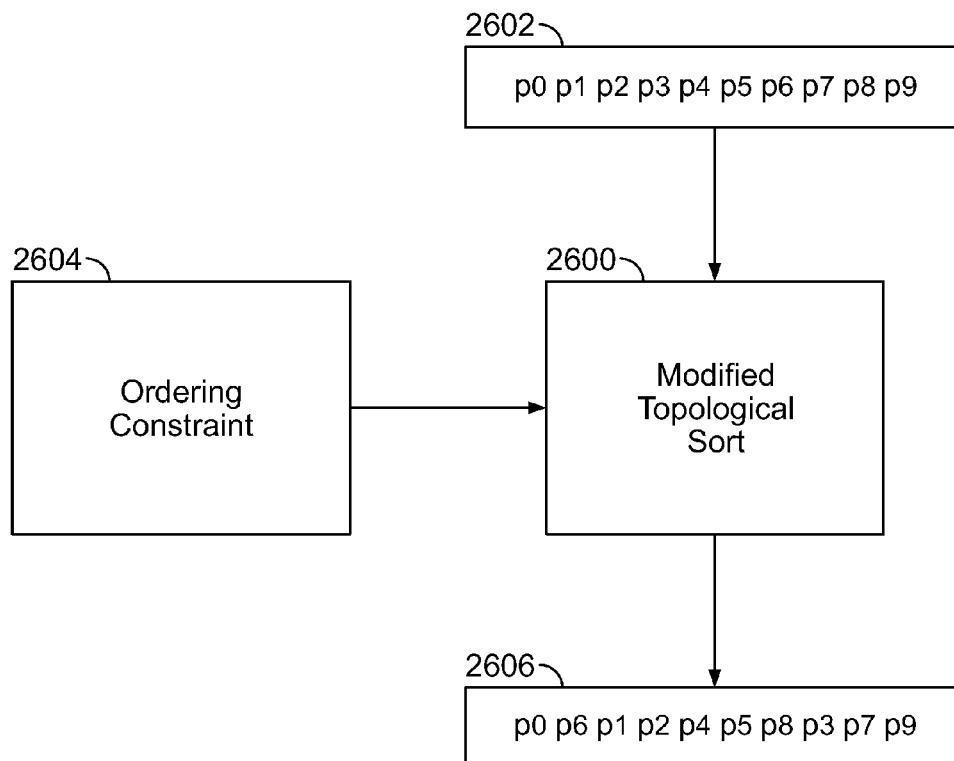 2602
p0 p1 p2 p3 p4 p5 p6 p7 p8 p9
2604
2600
Ordering
Constraint
Modified
Topological
Sort
2606
p0 p6 p1 p2 p4 p5 p8 p3 p7 p9